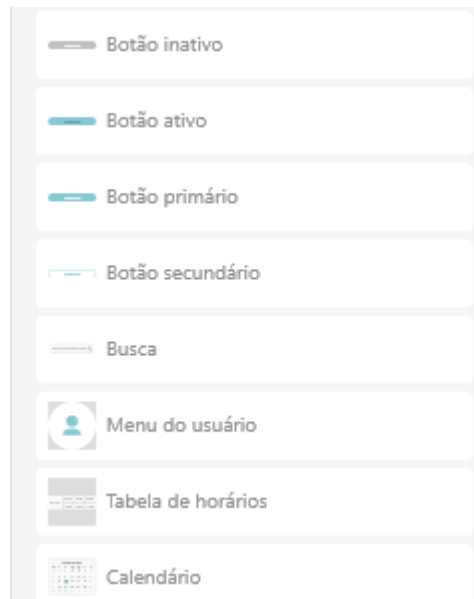 Botão inativo
Botão ativo
Botão primário
Botão secundário
Busca
Menu do usuário
Tabela de horários
Calendário